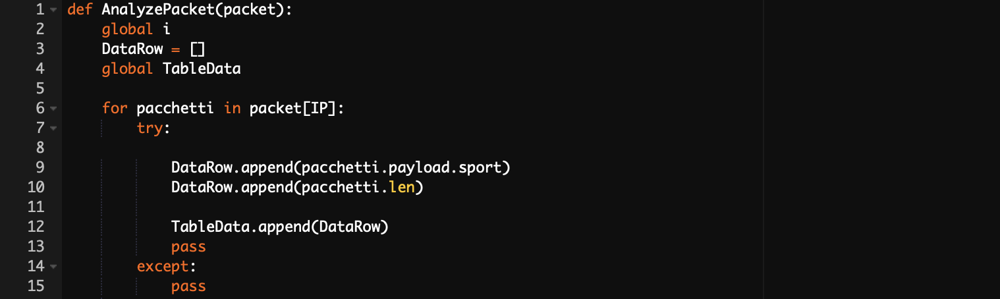 1 def AnalyzePacket(packet):
2     global i
3     DataRow = []
4     global TableData
5
6     for pacchetti in packet[IP]:
7         try:
8
9             DataRow.append(pacchetti.payload.sport)
10             DataRow.append(pacchetti.len)
11
12             TableData.append(DataRow)
13             pass
14         except:
15             pass